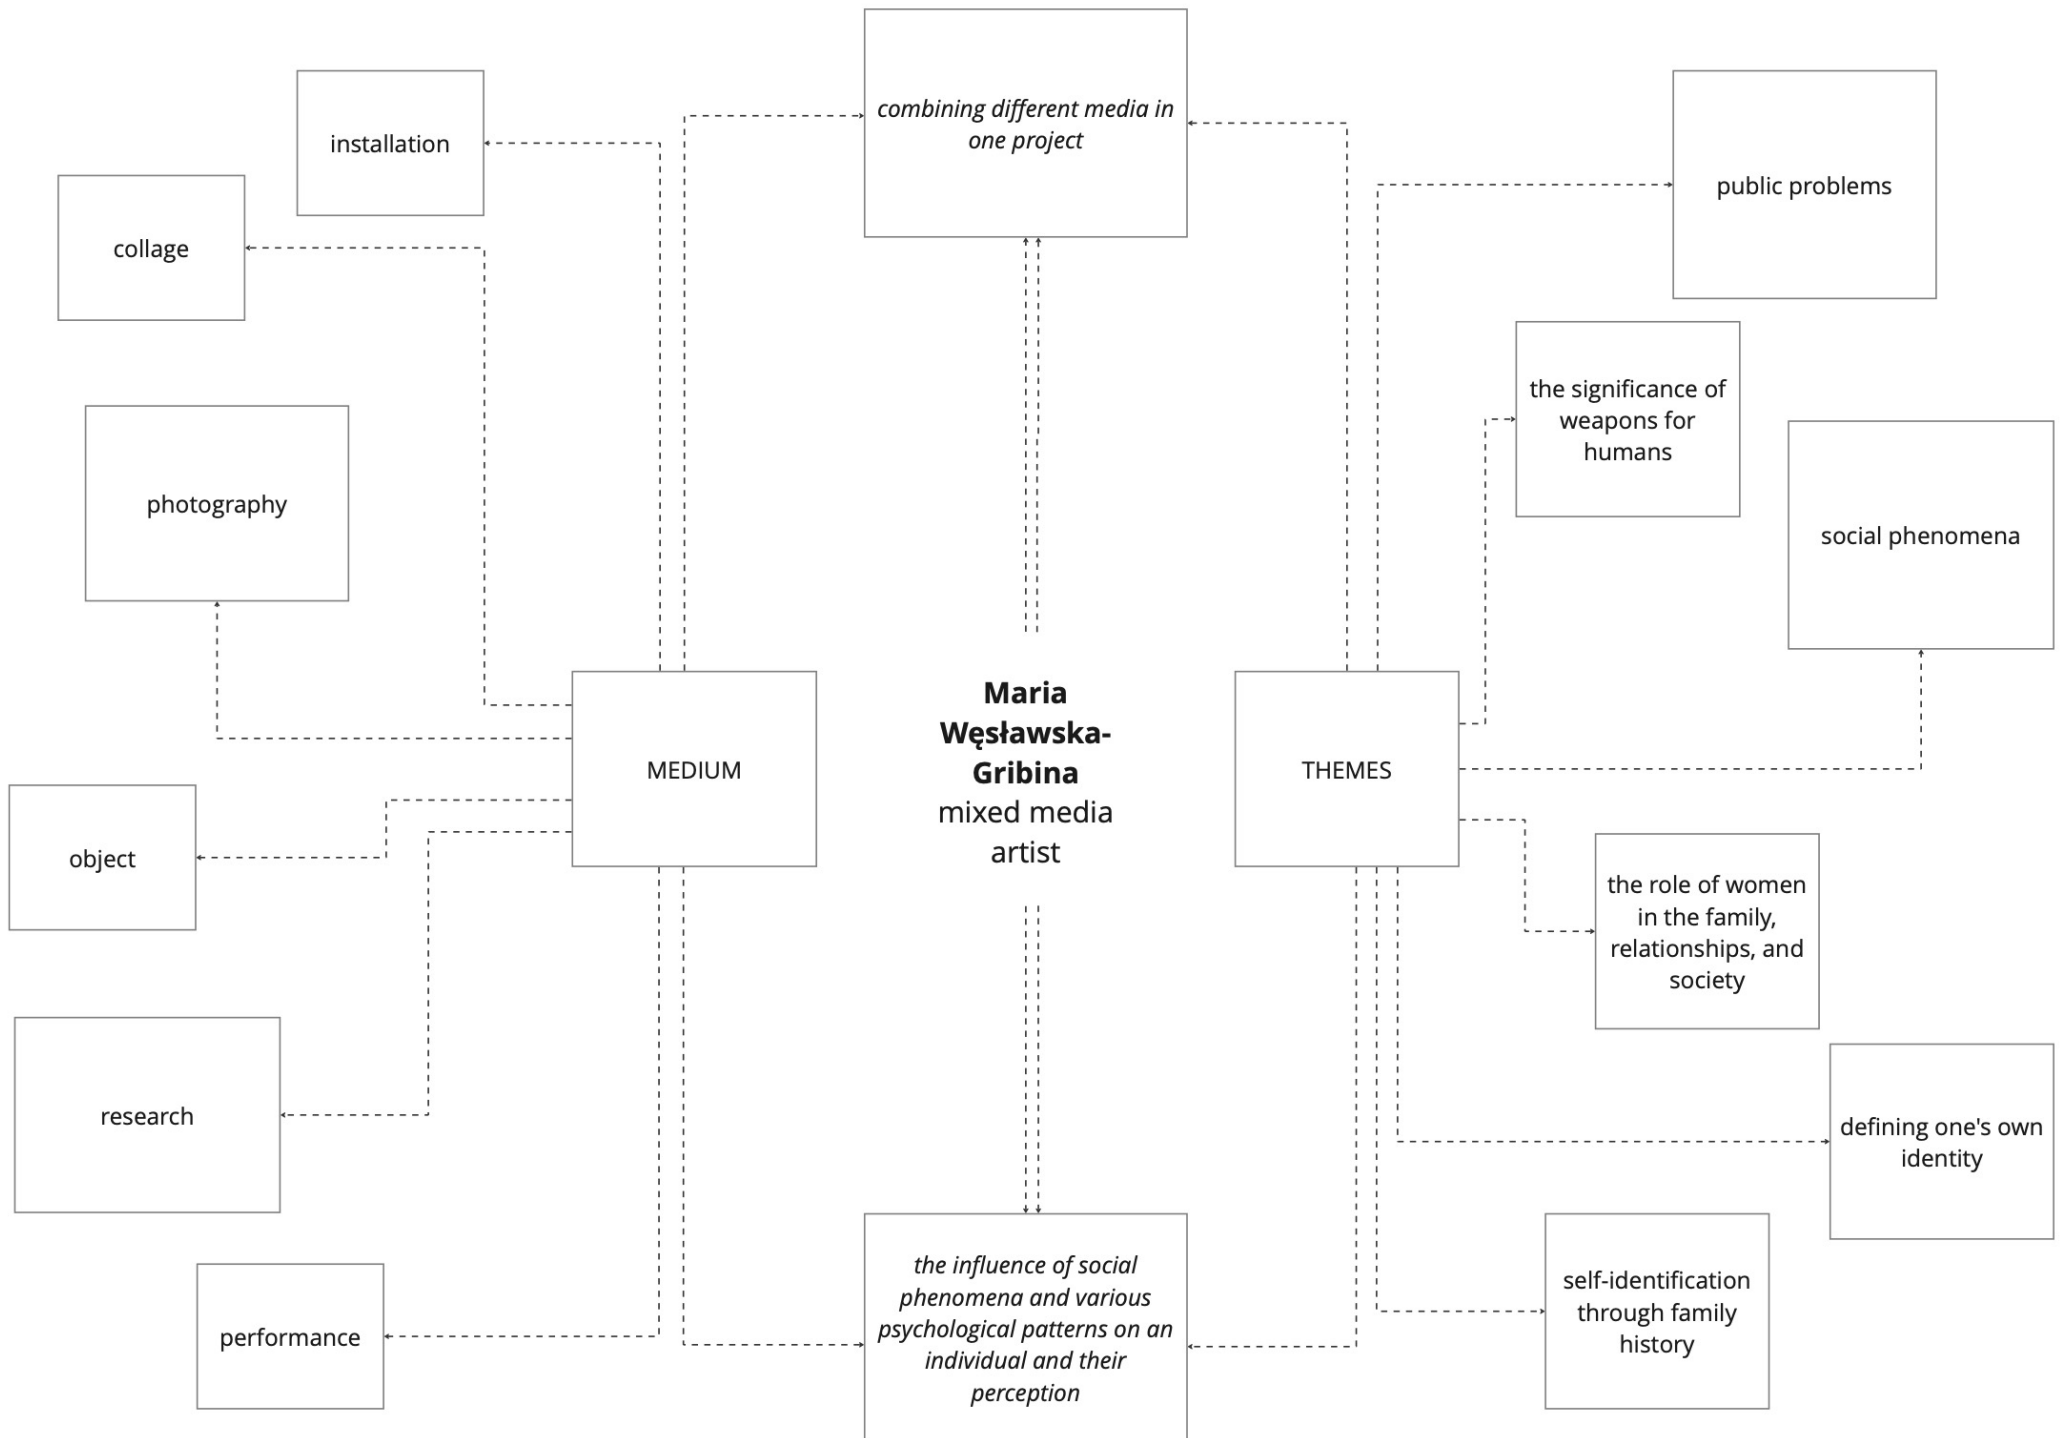 combining different media in
one project
installation
public problems
collage
the significance of
weapons for
humans
photography
social phenomena
Maria
Węsławska-
Gribina
mixed media
artist
MEDIUM
THEMES
object
the role of women
in the family,
relationships, and
society
research
defining one's own
identity
the influence of social
phenomena and various
psychological patterns on an
individual and their
perception
self-identification
through family
history
performance